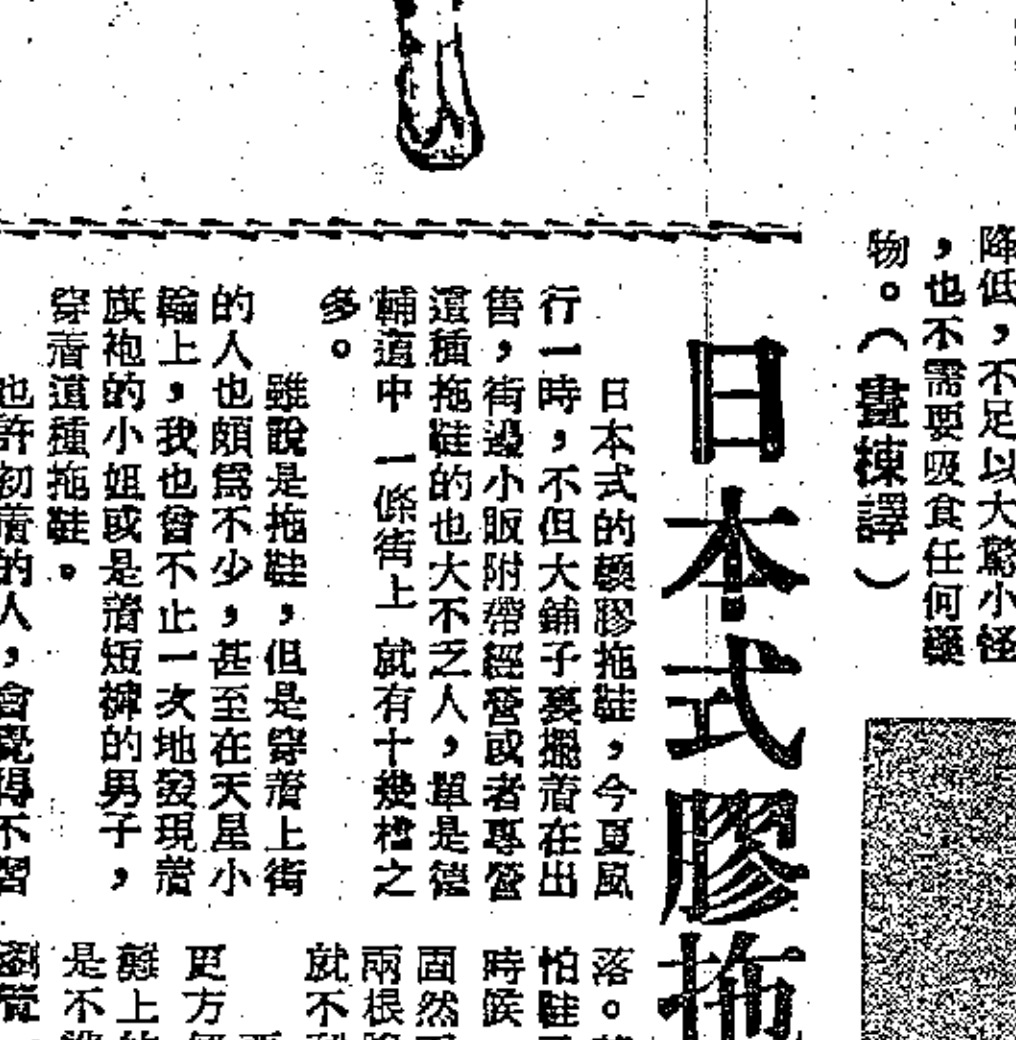 降低，不足以大驚小怪
，也不需要吸食任何藥
物。（畫棟譯）
日本式膠拖
日本式的橡膠拖鞋，今夏風
行一時，不但大鋪子裏擺着在出
售，街邊小販附帶經營或者專營
這種拖鞋的也大不乏人，單是德
輔道中一條街上就有十幾檔之
多。
雖說是拖鞋，但是穿着上街
的人也頗爲不少，甚至在天星小
輪上，我也曾不止一次地發現着
旗袍的小姐或是着短褲的男子，
穿着這種拖鞋。
也許初着的人，會覺得不習
落。
怕鞋
時候
固然
兩根
就不
更方
難上
是不